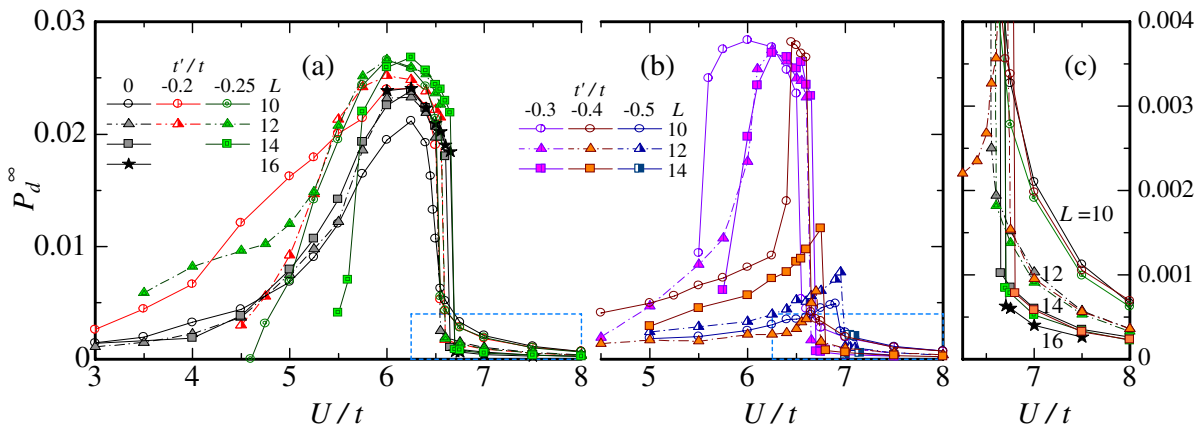 0.03
0.02
0.01
0
P_d^∞
(a)
t′/t
0 -0.2 -0.25 L
10
12
14
16
3 4 5 6 7 8
U/t
(b)
t′/t
-0.3 -0.4 -0.5 L
10
12
14
5 6 7 8
U/t
(c)
0.004
0.003
0.002
0.001
0
L=10
12
14
16
7 8
U/t